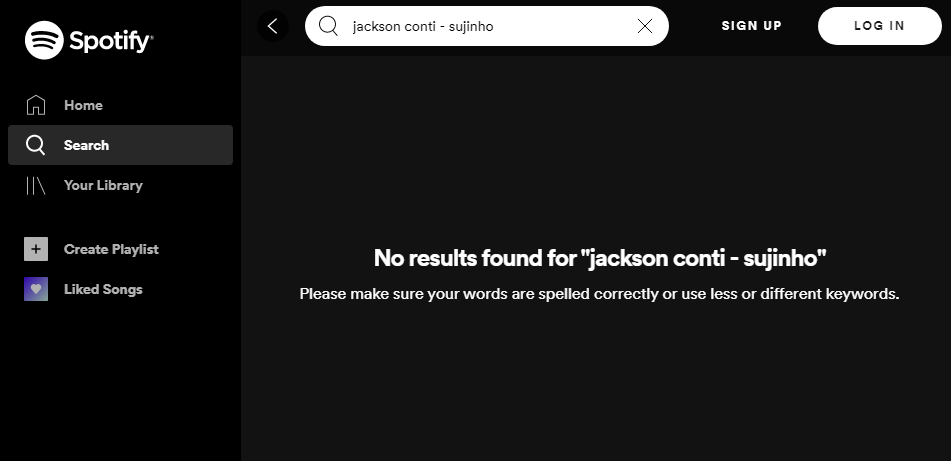 Spotify®
Home
Search
Your Library
Create Playlist
Liked Songs
jackson conti - sujinho
SIGN UP
LOG IN
No results found for "jackson conti - sujinho"
Please make sure your words are spelled correctly or use less or different keywords.